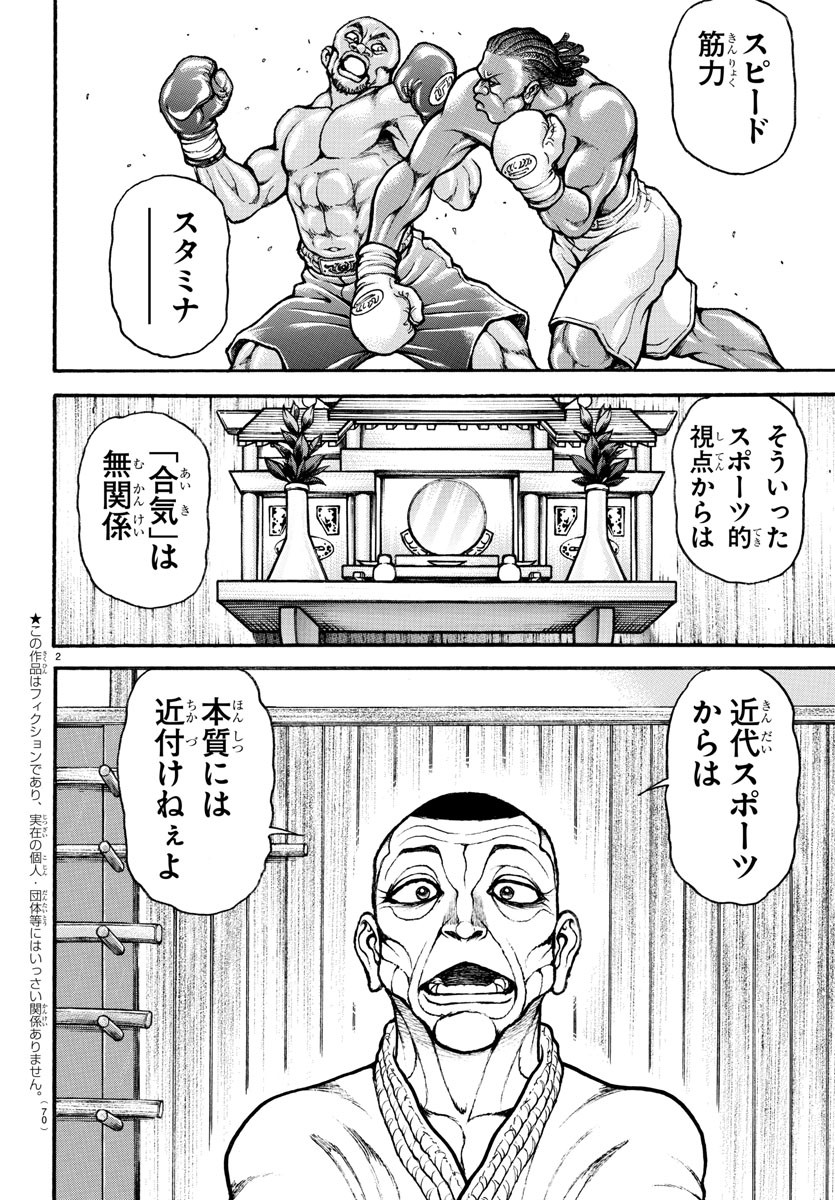 スピード
筋力
スタミナ
――
そういった
スポーツ的
視点からは
「合気」は
無関係
近代スポーツ
からは
本質には
近付けねぇよ
★この作品はフィクションであり、実在の個人・団体等にはいっさい関係ありません。
2
(70)